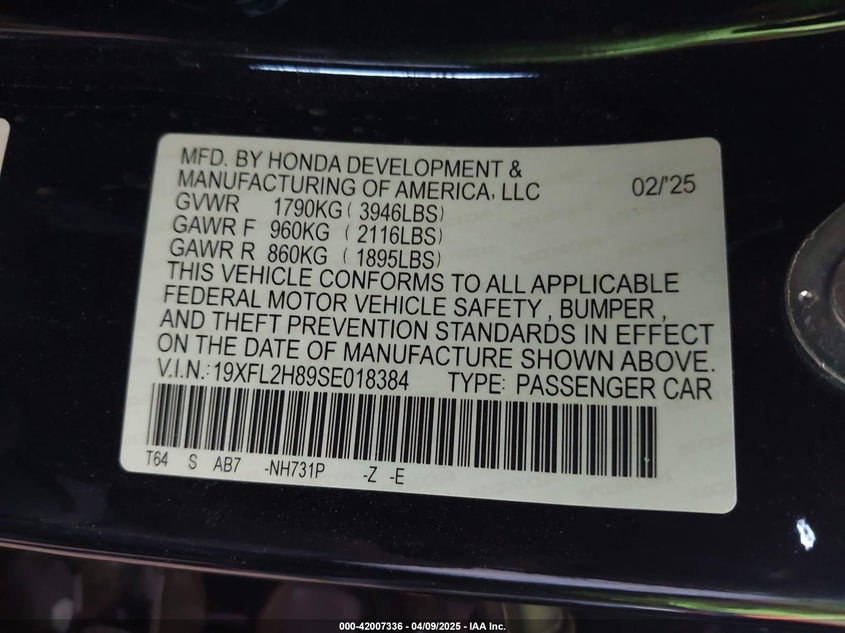 MFD. BY HONDA DEVELOPMENT &
MANUFACTURING OF AMERICA, LLC 02/'25
GVWR 1790KG ( 3946LBS)
GAWR F 960KG ( 2116LBS)
GAWR R 860KG ( 1895LBS)
THIS VEHICLE CONFORMS TO ALL APPLICABLE
FEDERAL MOTOR VEHICLE SAFETY , BUMPER ,
AND THEFT PREVENTION STANDARDS IN EFFECT
ON THE DATE OF MANUFACTURE SHOWN ABOVE.
V.I.N.: 19XFL2H89SE018384 TYPE: PASSENGER CAR
T64 S AB7 -NH731P -Z -E
000-42007336 - 04/09/2025 - IAA Inc.